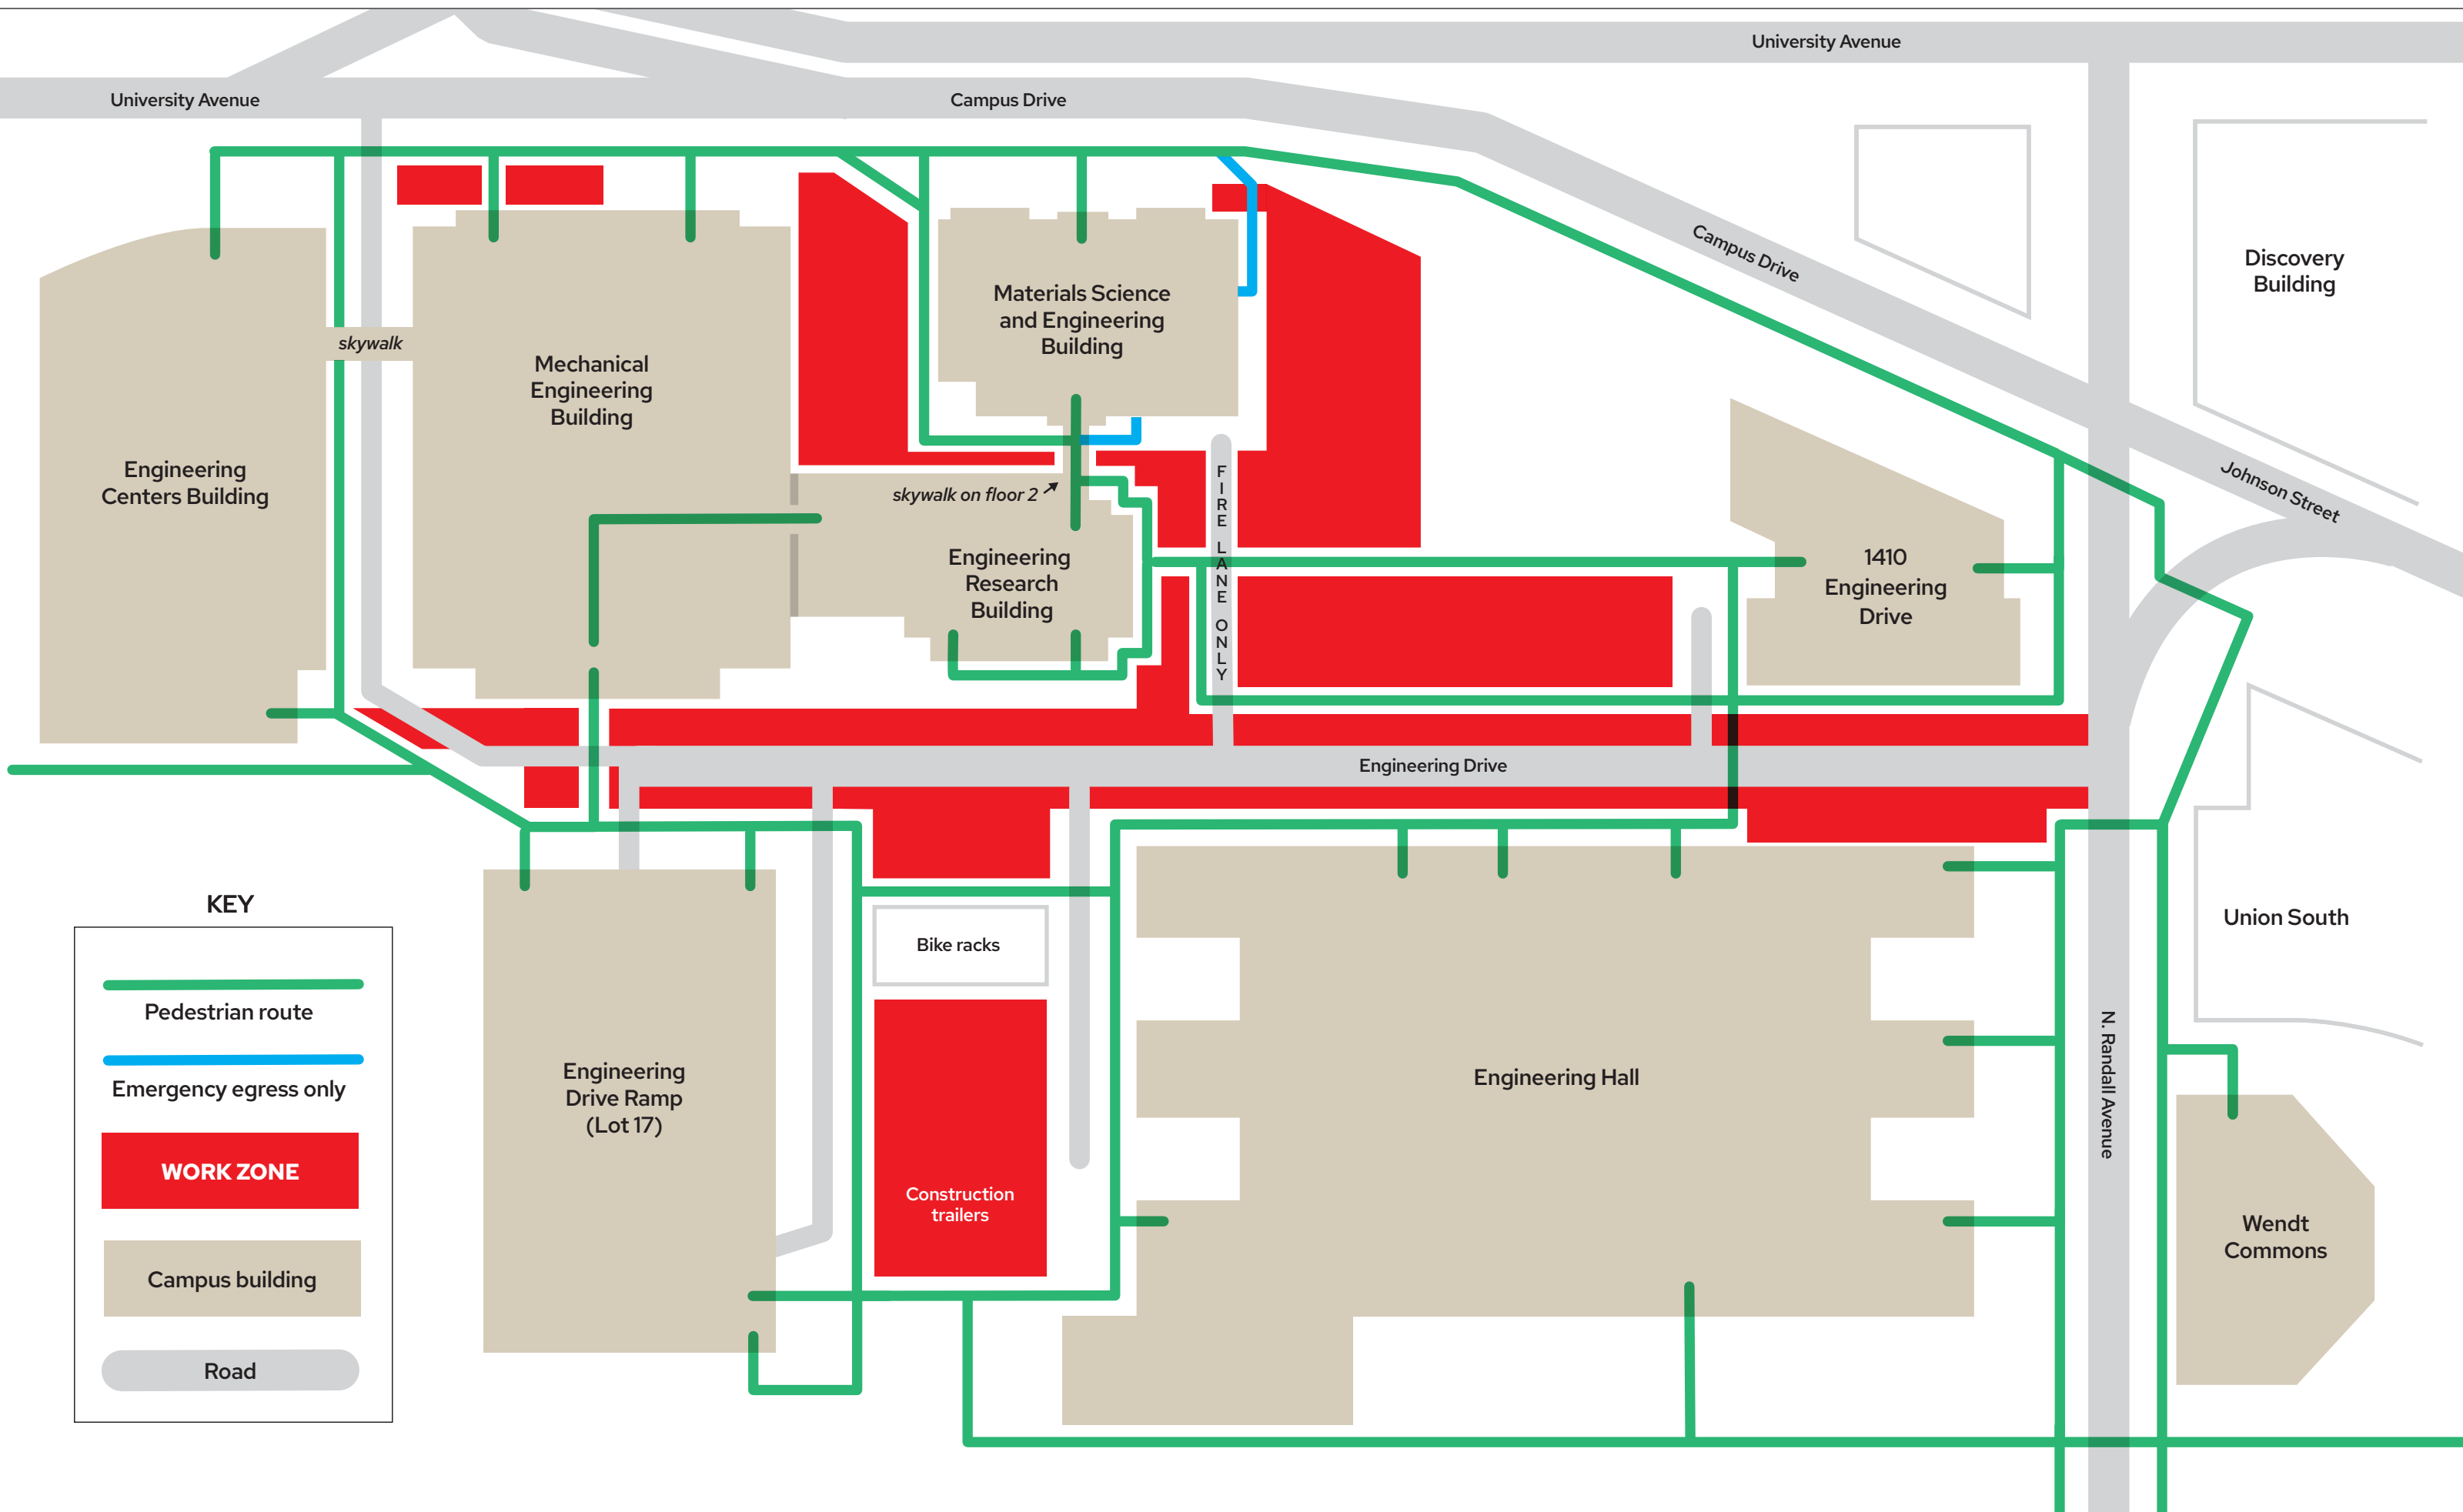 University Avenue
University Avenue
Campus Drive
Campus Drive
Discovery
Building
Johnson Street
skywalk
Mechanical
Engineering
Building
Materials Science
and Engineering
Building
Engineering
Centers Building
skywalk on floor 2
Engineering
Research
Building
FIRE LANE ONLY
1410
Engineering
Drive
Engineering Drive
KEY
Pedestrian route
Emergency egress only
WORK ZONE
Campus building
Road
Engineering
Drive Ramp
(Lot 17)
Bike racks
Construction
trailers
Engineering Hall
N. Randall Avenue
Union South
Wendt
Commons